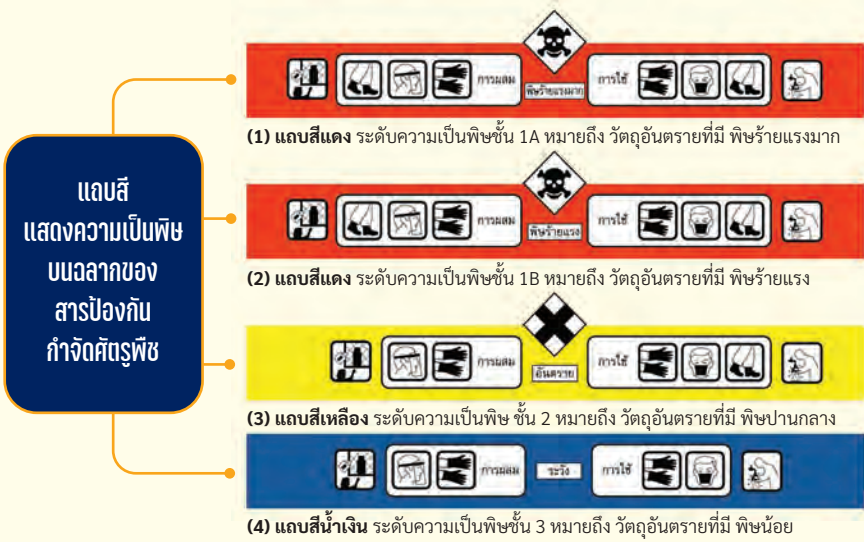 แถบสี
แสดงความเป็นพิษ
บนฉลากของ
สารป้องกัน
กำจัดศัตรูพืช
การผสม
พิษร้ายแรงมาก
การใช้
(1) แถบสีแดง ระดับความเป็นพิษชั้น 1A หมายถึง วัตถุอันตรายที่มี พิษร้ายแรงมาก
การผสม
พิษร้ายแรง
การใช้
(2) แถบสีแดง ระดับความเป็นพิษชั้น 1B หมายถึง วัตถุอันตรายที่มี พิษร้ายแรง
การผสม
อันตราย
การใช้
(3) แถบสีเหลือง ระดับความเป็นพิษ ชั้น 2 หมายถึง วัตถุอันตรายที่มี พิษปานกลาง
การผสม
ระวัง
การใช้
(4) แถบสีน้ำเงิน ระดับความเป็นพิษชั้น 3 หมายถึง วัตถุอันตรายที่มี พิษน้อย